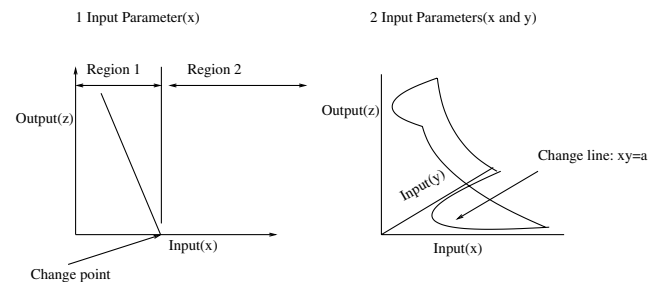 1 Input Parameter(x)
2 Input Parameters(x and y)
Region 1
Region 2
Output(z)
Input(x)
Change point
Output(z)
Input(y)
Change line: xy=a
Input(x)